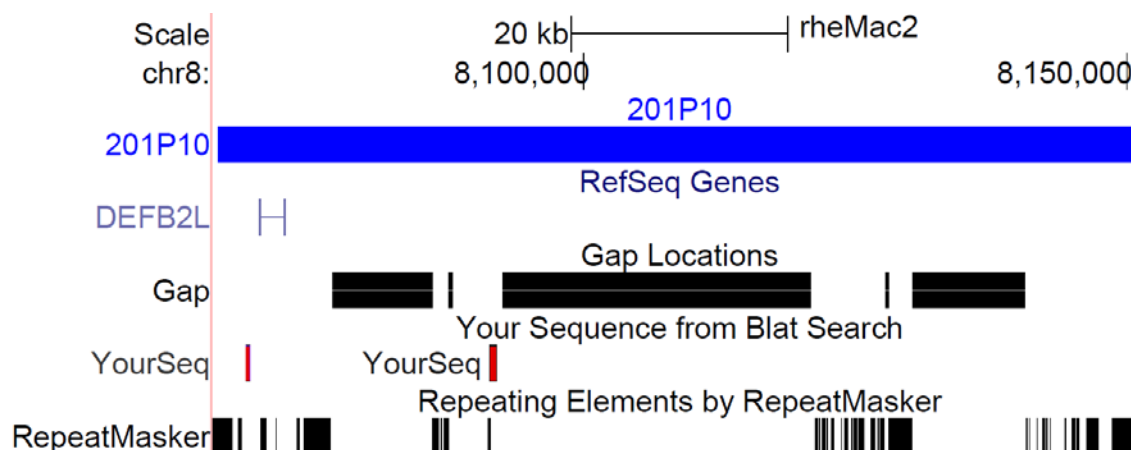 Scale 20 kb rheMac2
chr8: 8,100,000 8,150,000
201P10
201P10
RefSeq Genes
DEFB2L
Gap Locations
Gap
Your Sequence from Blat Search
YourSeq YourSeq
Repeating Elements by RepeatMasker
RepeatMasker